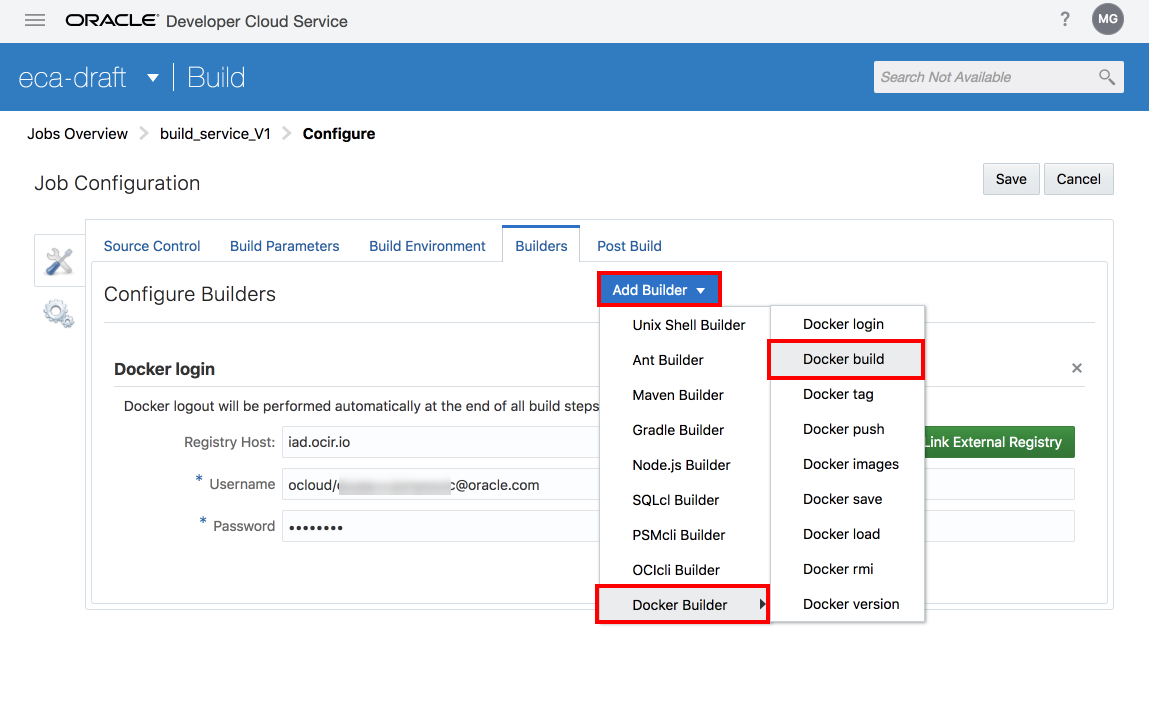 ORACLE® Developer Cloud Service
? MG
eca-draft Build
Search Not Available
Jobs Overview build_service_V1 Configure
Job Configuration
Save Cancel
Source Control Build Parameters Build Environment Builders Post Build
Configure Builders
Add Builder
Unix Shell Builder
Ant Builder
Maven Builder
Gradle Builder
Node.js Builder
SQLcl Builder
PSMcli Builder
OCIcli Builder
Docker Builder
Docker login
Docker build
Docker tag
Docker push
Docker images
Docker save
Docker load
Docker rmi
Docker version
Docker login
Docker logout will be performed automatically at the end of all build steps
Registry Host: iad.ocir.io
Link External Registry
* Username ocloud/ c@oracle.com
* Password ••••••••